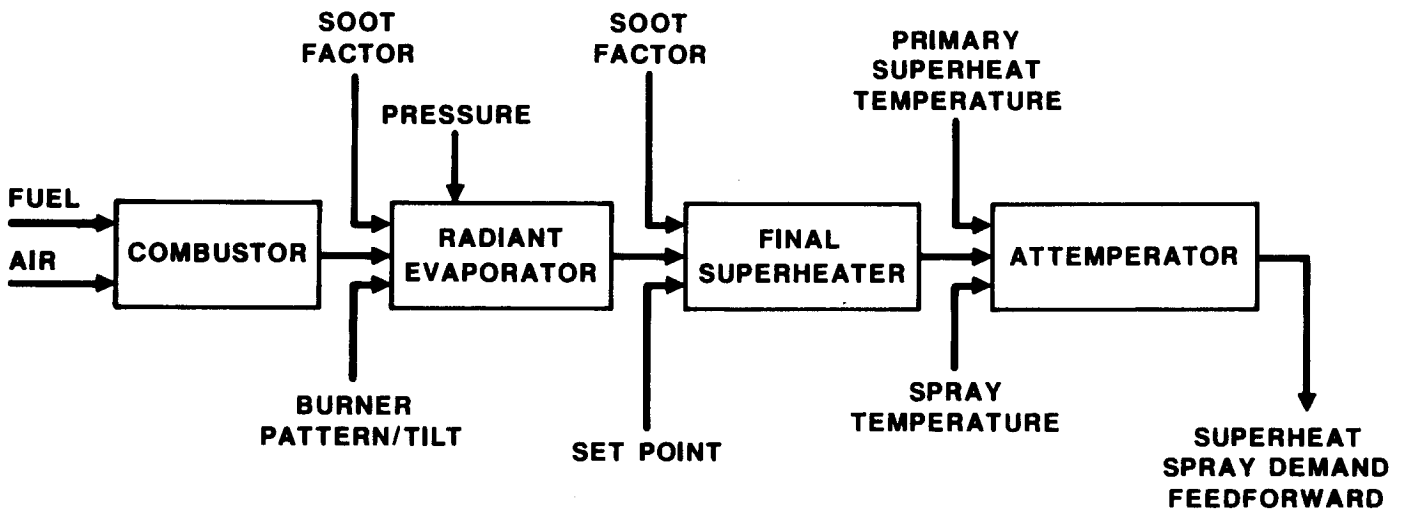 SOOT
FACTOR
SOOT
FACTOR
PRIMARY
SUPERHEAT
TEMPERATURE
PRESSURE
FUEL
AIR
COMBUSTOR
RADIANT
EVAPORATOR
FINAL
SUPERHEATER
ATTEMPERATOR
BURNER
PATTERN/TILT
SET POINT
SPRAY
TEMPERATURE
SUPERHEAT
SPRAY DEMAND
FEEDFORWARD